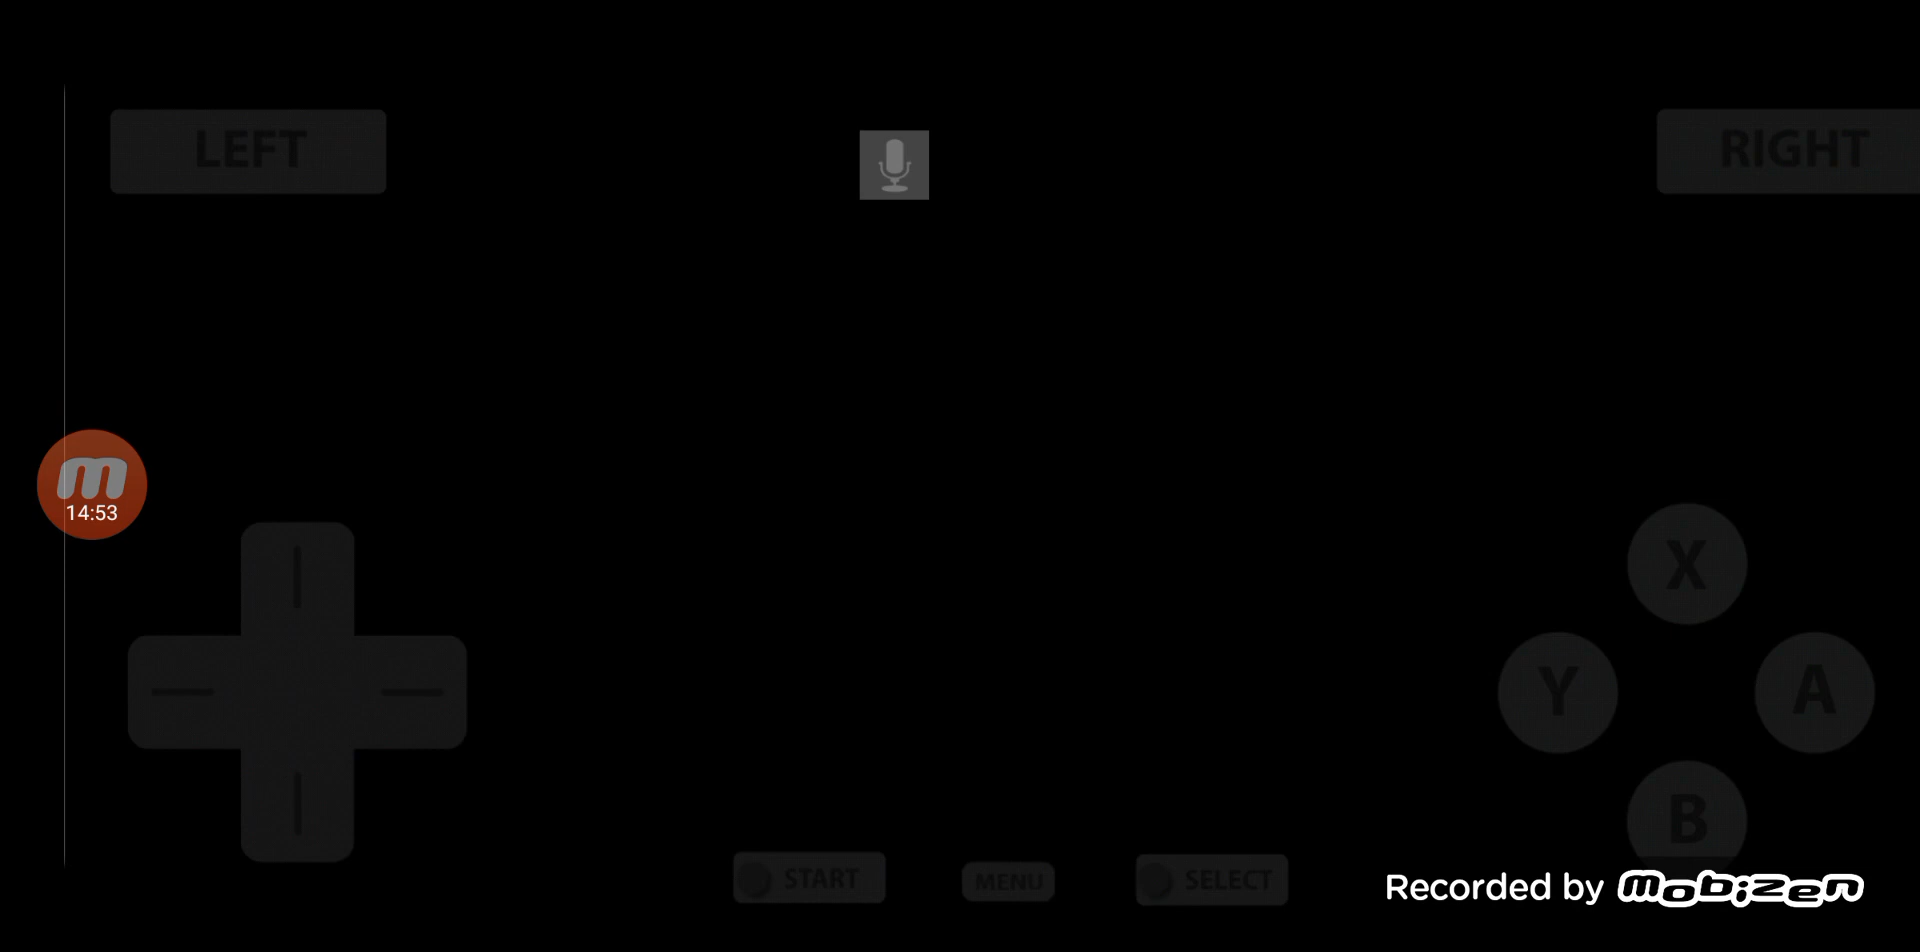 LEFT
RIGHT
m
14:53
X
Y
A
B
START
MENU
SELECT
Recorded by mobizen